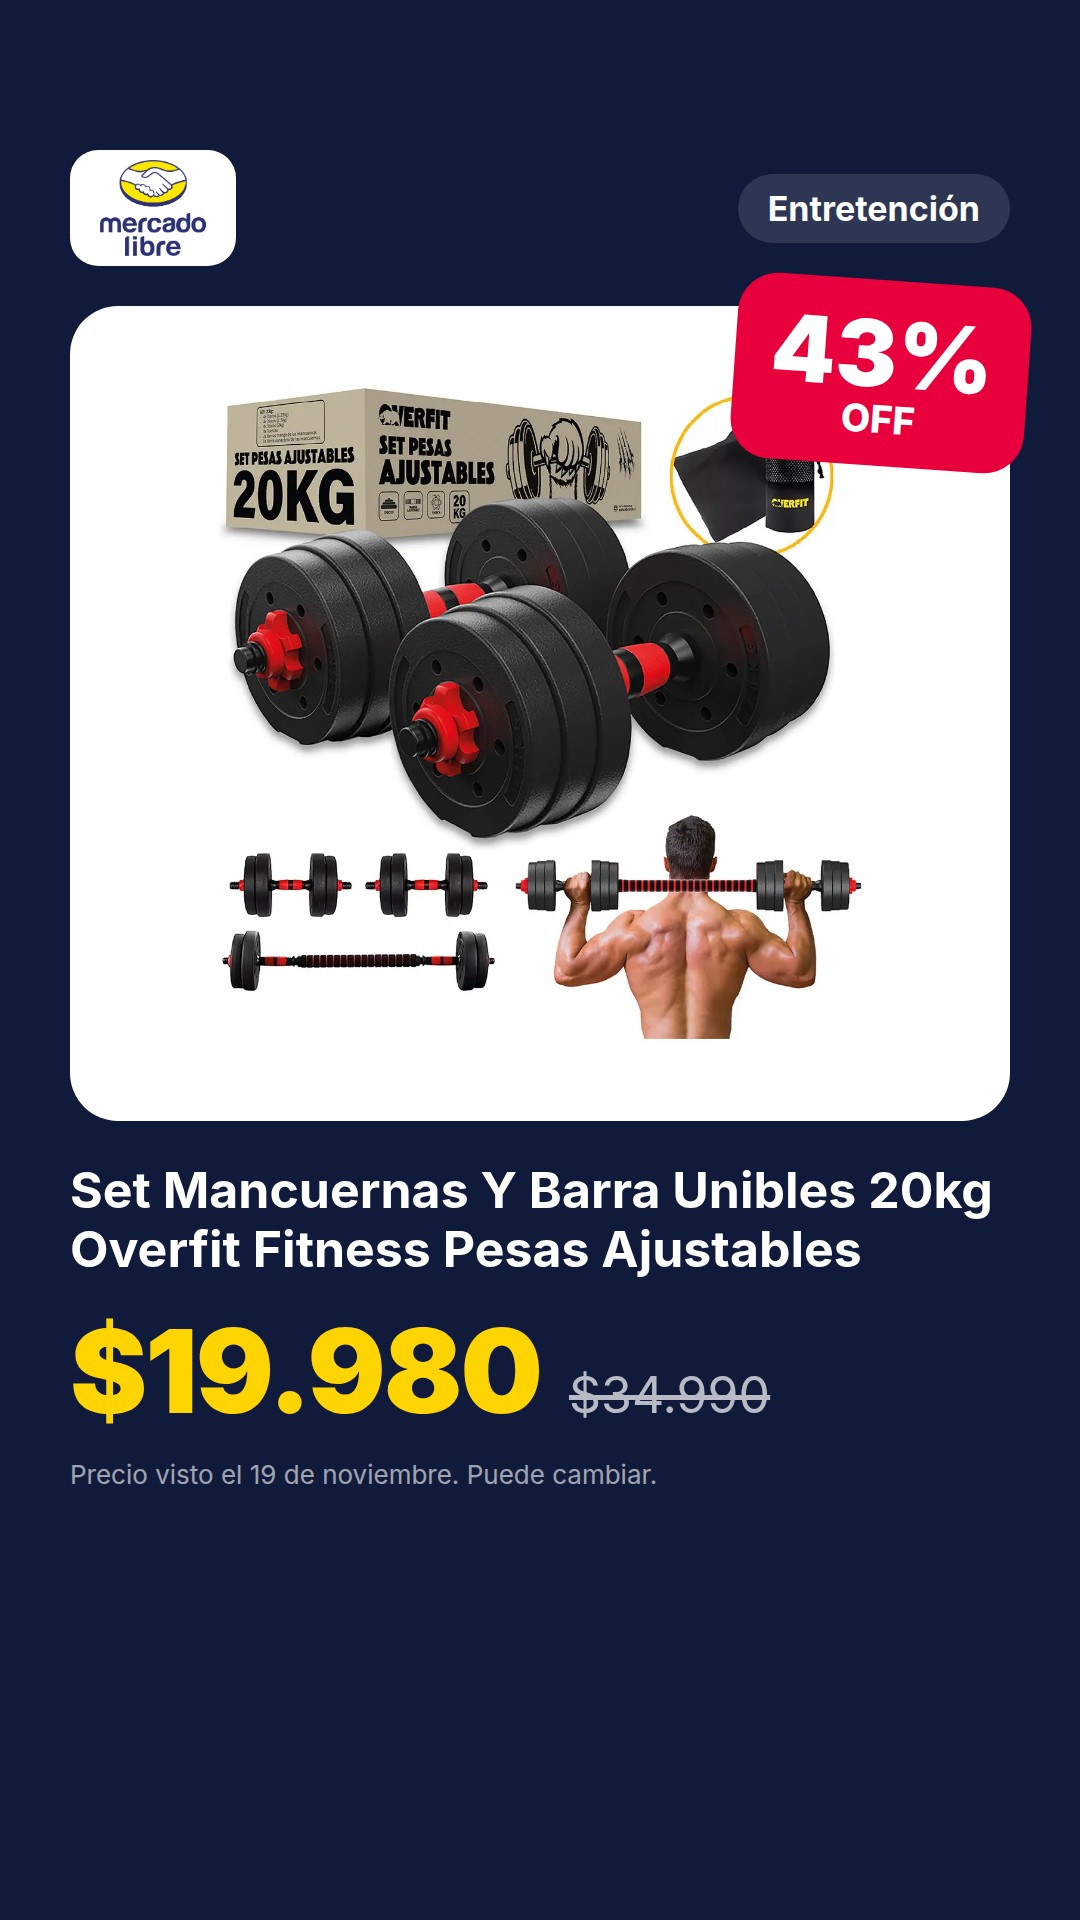 mercado
libre
Entretención
43%
OFF
OVERFIT
SET PESAS
AJUSTABLES
SET PESAS AJUSTABLES
20KG
20
KG
OVERFIT
Set Mancuernas Y Barra Unibles 20kg
Overfit Fitness Pesas Ajustables
$19.980 $34.990
Precio visto el 19 de noviembre. Puede cambiar.